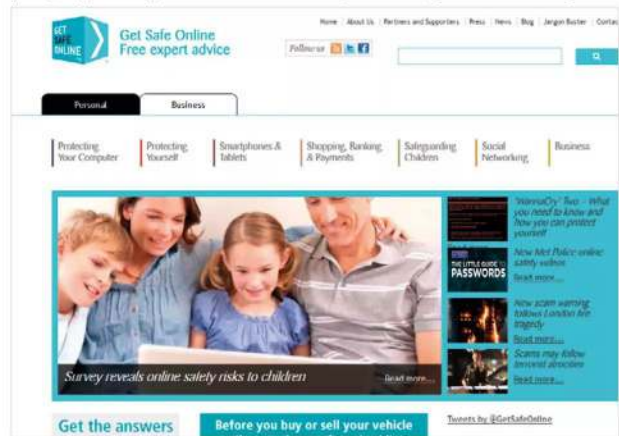 GET
SAFE
ONLINE
Get Safe Online
Free expert advice
Home | About Us | Partners and Supporters | Press | News | Blog | Jargon Buster | Contac
Follow us
Personal
Business
Protecting
Your Computer
Protecting
Yourself
Smartphones &
Tablets
Shopping, Banking
& Payments
Safeguarding
Children
Social
Networking
Business
Survey reveals online safety risks to children
Read more...
'WannaCry' Two – What
you need to know and
how you can protect
yourself
THE LITTLE GUIDE TO
PASSWORDS
New Met Police online
safety videos
Read more...
New scam warning
follows London fire
tragedy
Read more...
Scams may follow
terrorist atrocities
Read more...
Get the answers
Before you buy or sell your vehicle
Tweets by @GetSafeOnline